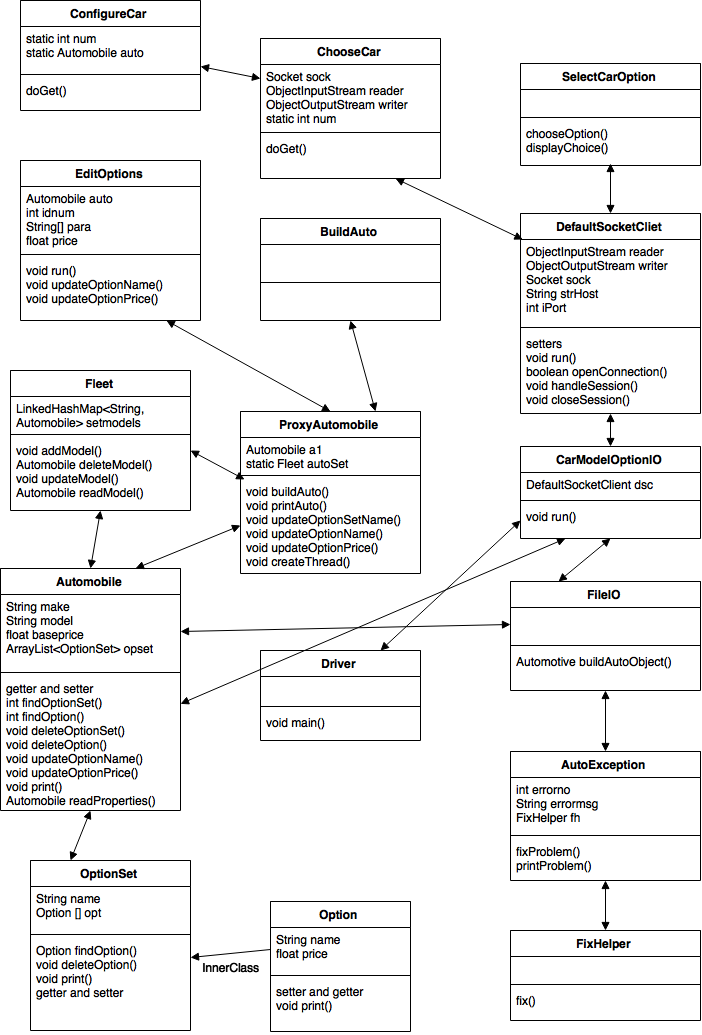 ConfigureCar
static int num
static Automobile auto
doGet()
ChooseCar
Socket sock
ObjectInputStream reader
ObjectOutputStream writer
static int num
doGet()
SelectCarOption
chooseOption()
displayChoice()
EditOptions
Automobile auto
int idnum
String[] para
float price
void run()
void updateOptionName()
void updateOptionPrice()
BuildAuto
DefaultSocketCliet
ObjectInputStream reader
ObjectOutputStream writer
Socket sock
String strHost
int iPort
setters
void run()
boolean openConnection()
void handleSession()
void closeSession()
Fleet
LinkedHashMap<String,
Automobile> setmodels
void addModel()
Automobile deleteModel()
void updateModel()
Automobile readModel()
ProxyAutomobile
Automobile a1
static Fleet autoSet
void buildAuto()
void printAuto()
void updateOptionSetName()
void updateOptionName()
void updateOptionPrice()
void createThread()
CarModelOptionIO
DefaultSocketClient dsc
void run()
Automobile
String make
String model
float baseprice
ArrayList<OptionSet> opset
getter and setter
int findOptionSet()
int findOption()
void deleteOptionSet()
void deleteOption()
void updateOptionName()
void updateOptionPrice()
void print()
Automobile readProperties()
Driver
void main()
FileIO
Automotive buildAutoObject()
AutoException
int errorno
String errormsg
FixHelper fh
fixProblem()
printProblem()
OptionSet
String name
Option [] opt
Option findOption()
void deleteOption()
void print()
getter and setter
InnerClass
Option
String name
float price
setter and getter
void print()
FixHelper
fix()